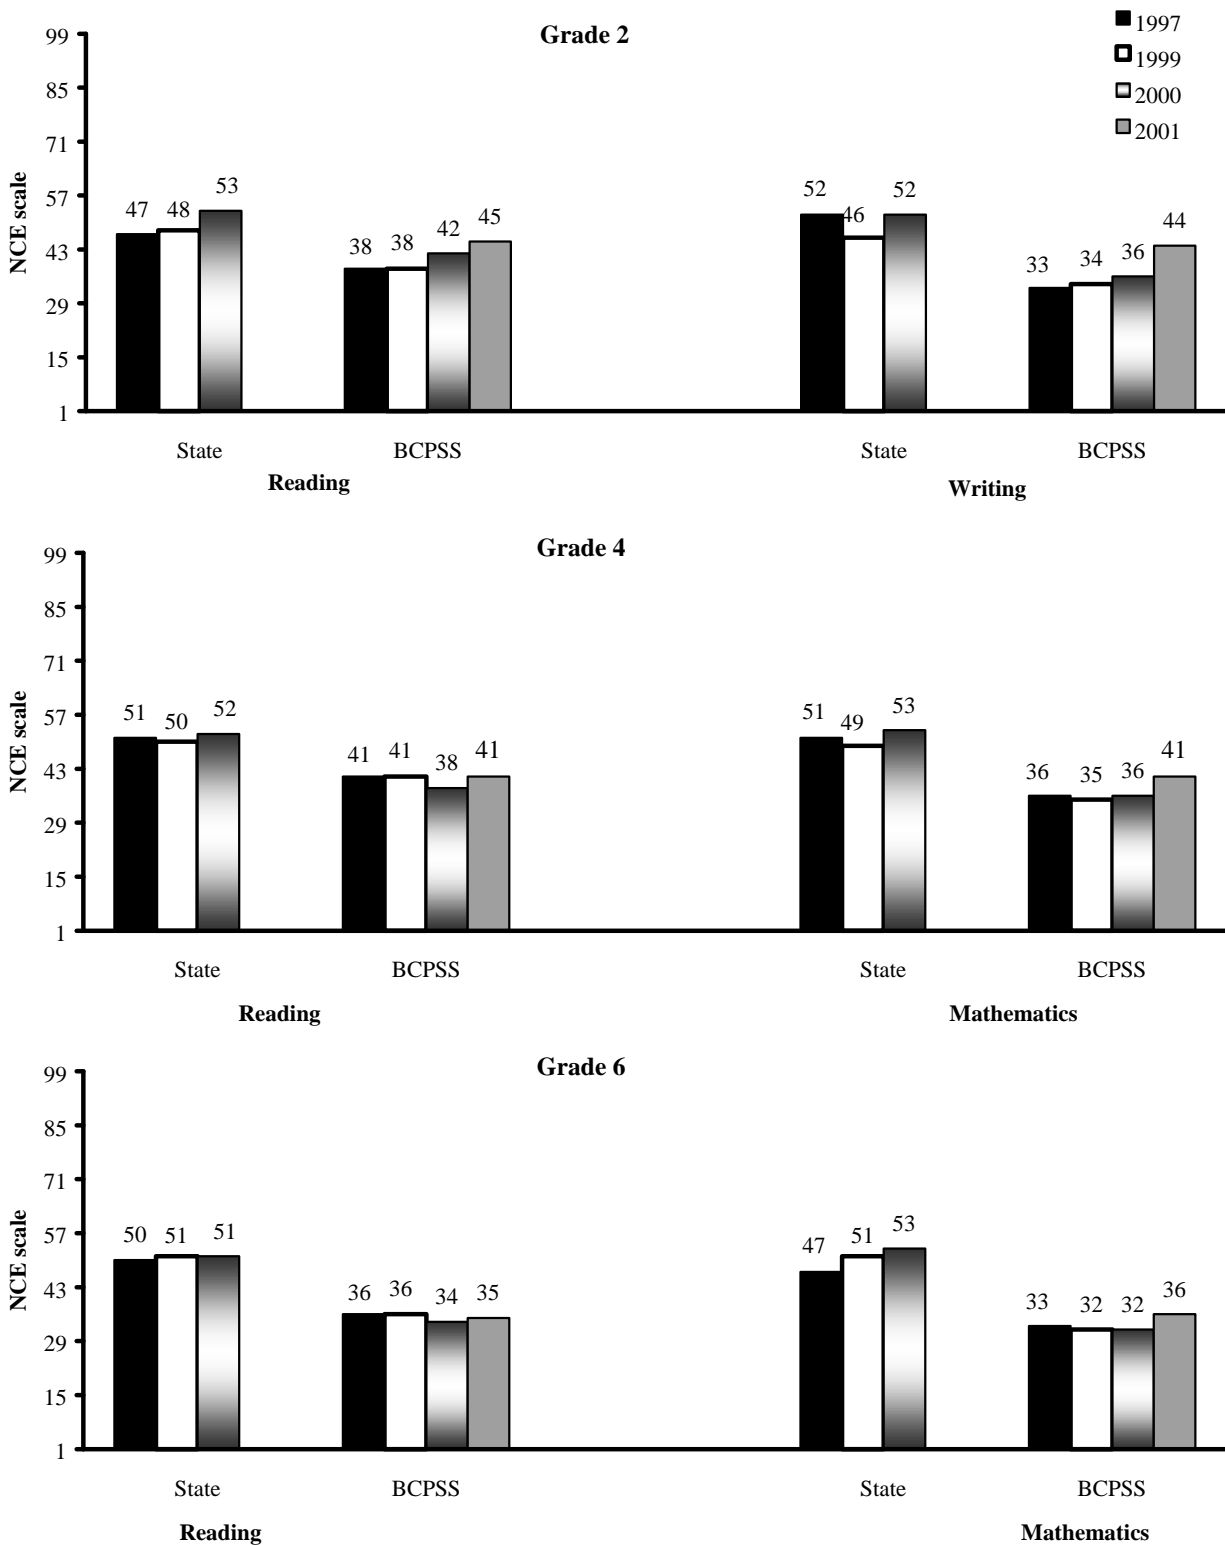 Grade 2
1997
1999
2000
2001
NCE scale
99
85
71
57
43
29
15
1
47 48 53 38 38 42 45 52 46 52 33 34 36 44
State BCPSS State BCPSS
Reading Writing
Grade 4
NCE scale
99
85
71
57
43
29
15
1
51 50 52 41 41 38 41 51 49 53 36 35 36 41
State BCPSS State BCPSS
Reading Mathematics
Grade 6
NCE scale
99
85
71
57
43
29
15
1
50 51 51 36 36 34 35 47 51 53 33 32 32 36
State BCPSS State BCPSS
Reading Mathematics